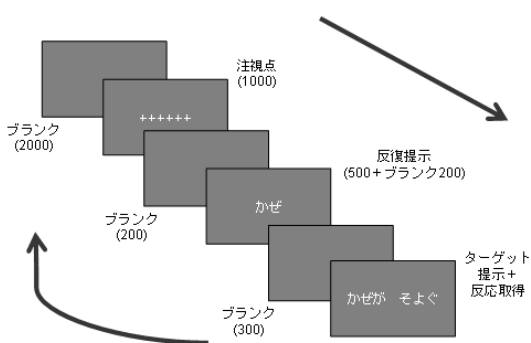 注視点
(1000)
++++++
ブランク
(2000)
反復提示
(500＋ブランク200)
かぜ
ブランク
(200)
ターゲット
提示＋
反応取得
かぜが　そよぐ
ブランク
(300)